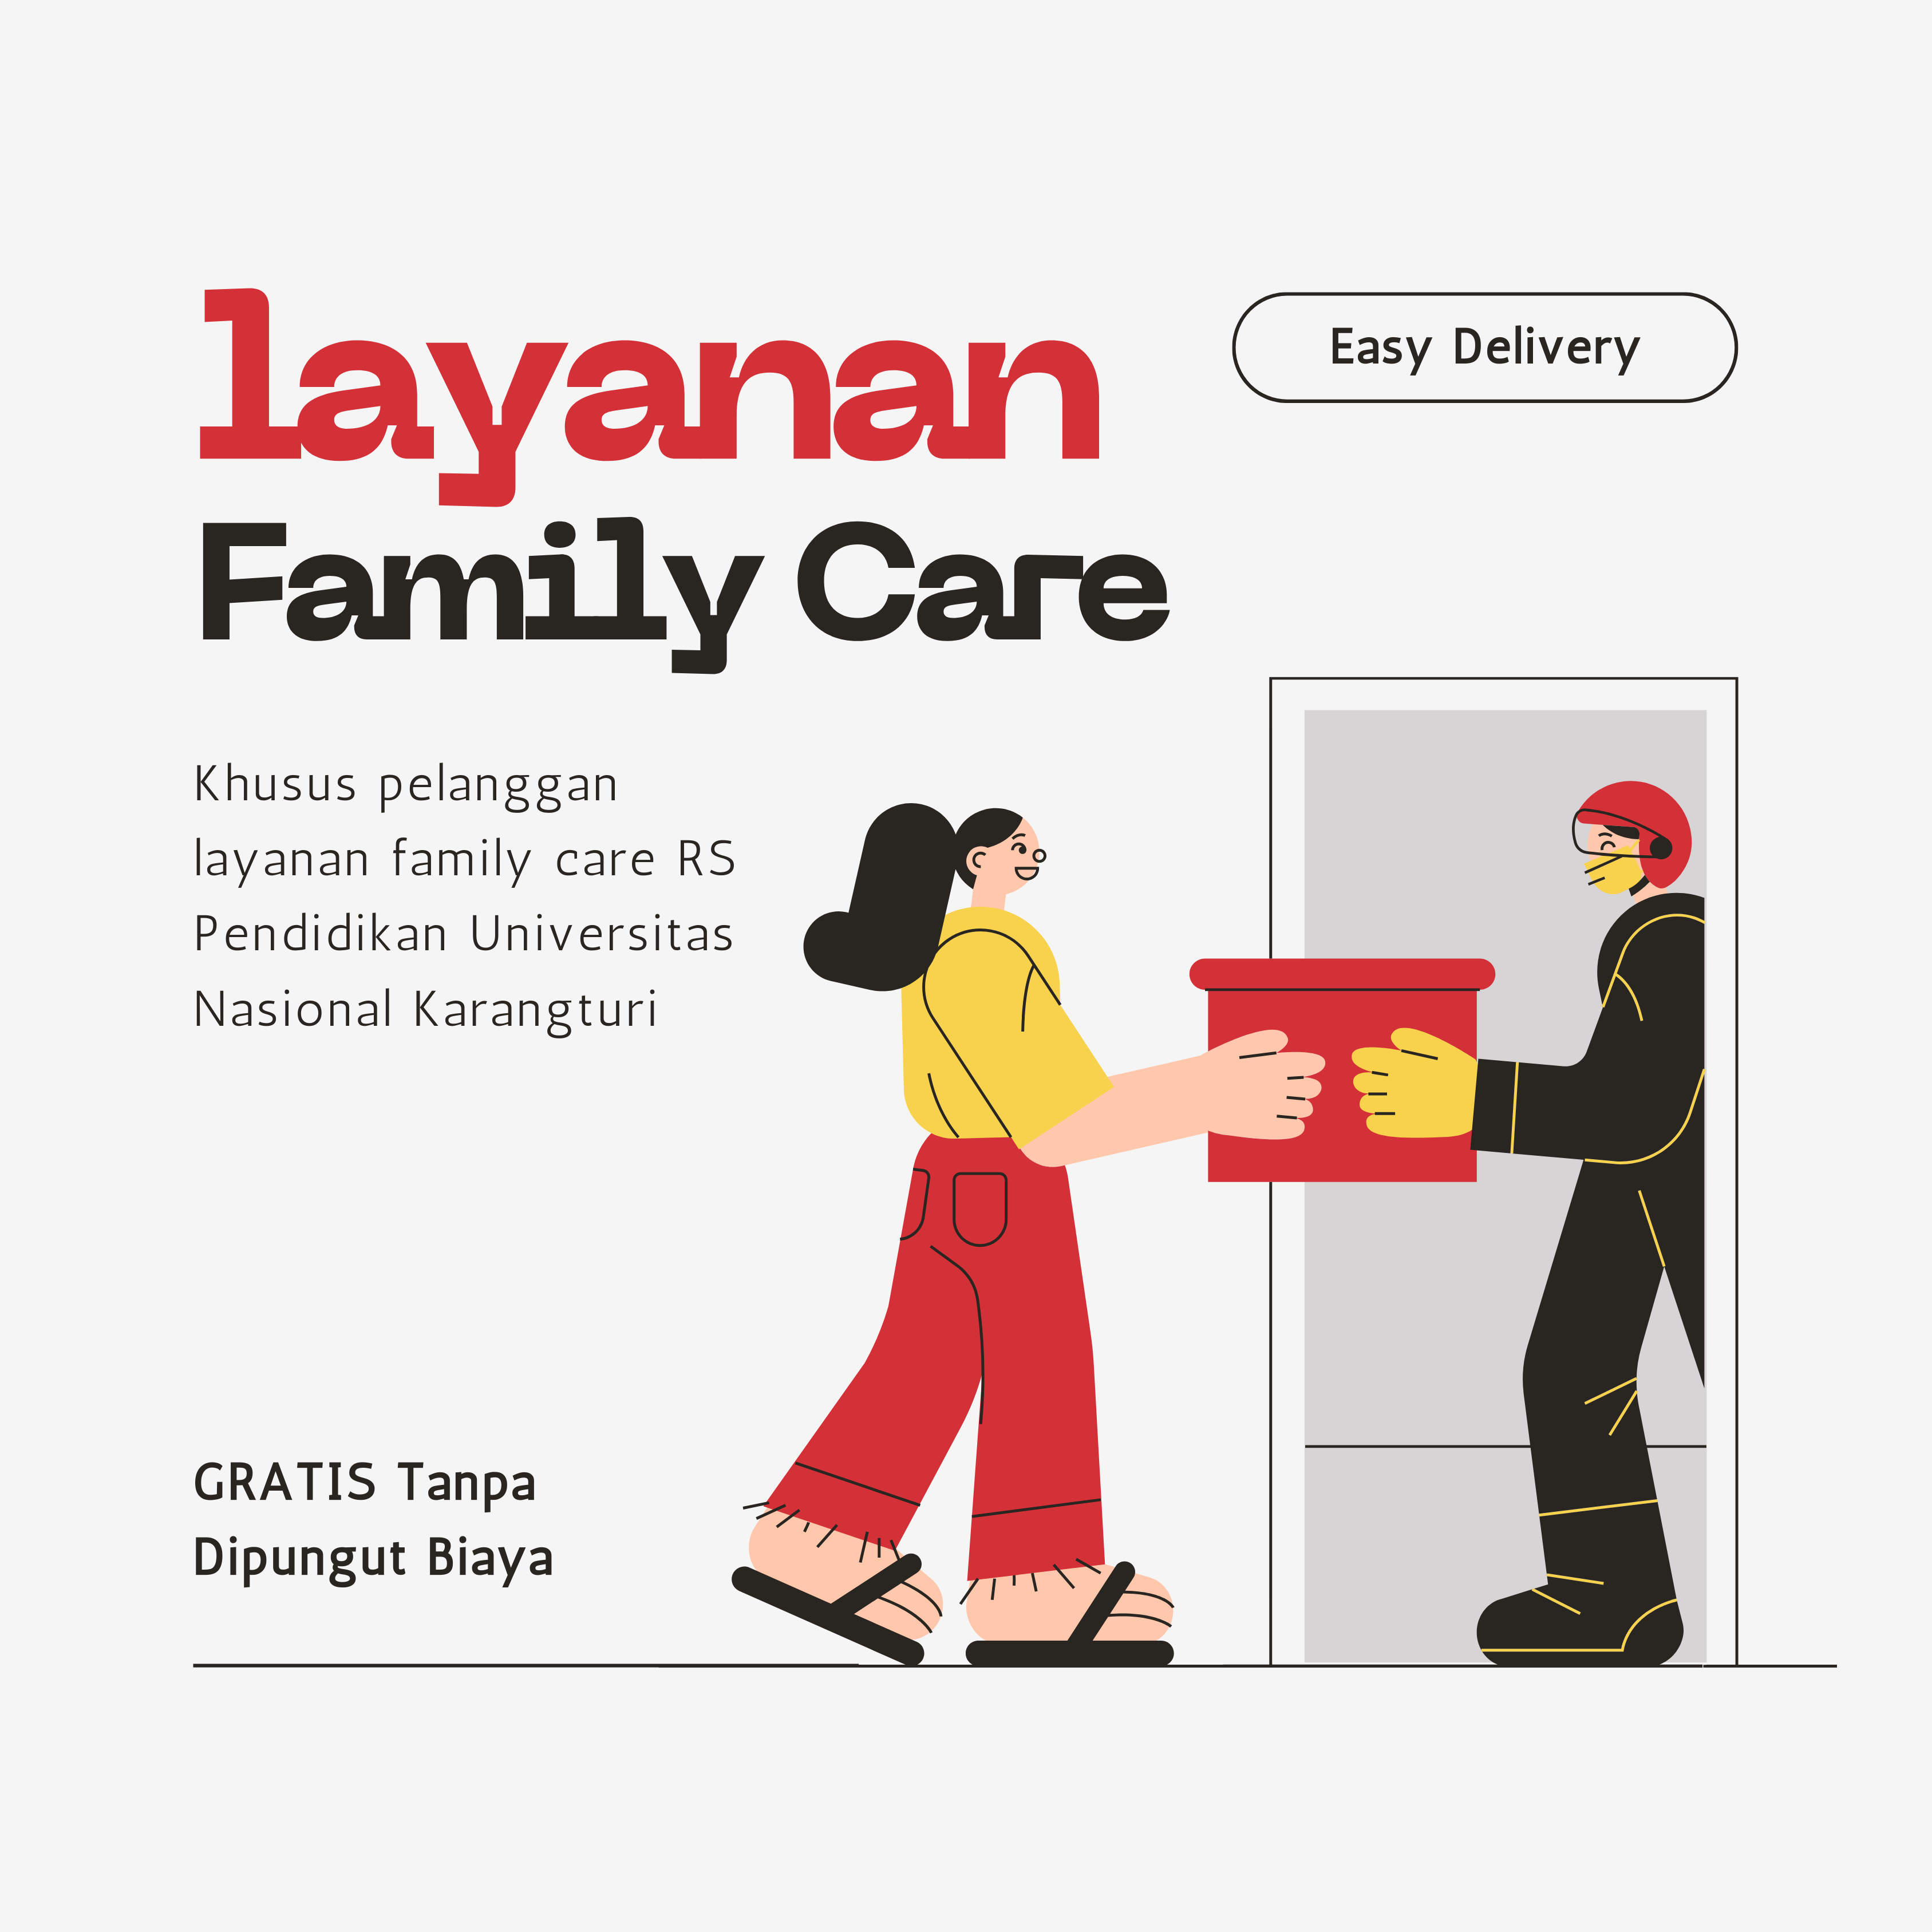 layanan
Easy Delivery
Family Care
Khusus pelanggan
layanan family care RS
Pendidikan Universitas
Nasional Karangturi
GRATIS Tanpa
Dipungut Biaya